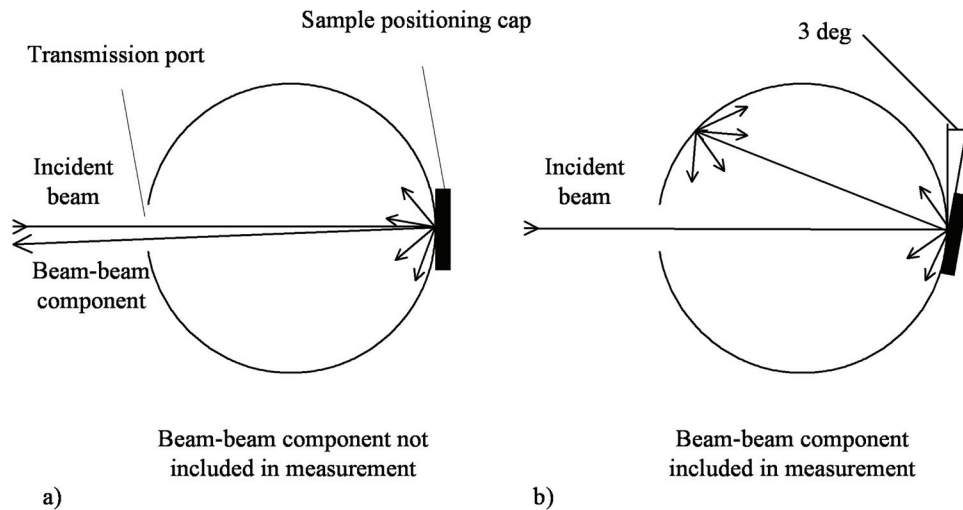 Sample positioning cap
Transmission port
Incident
beam
Beam-beam
component
Beam-beam component not
included in measurement
a)
3 deg
Incident
beam
Beam-beam component
included in measurement
b)